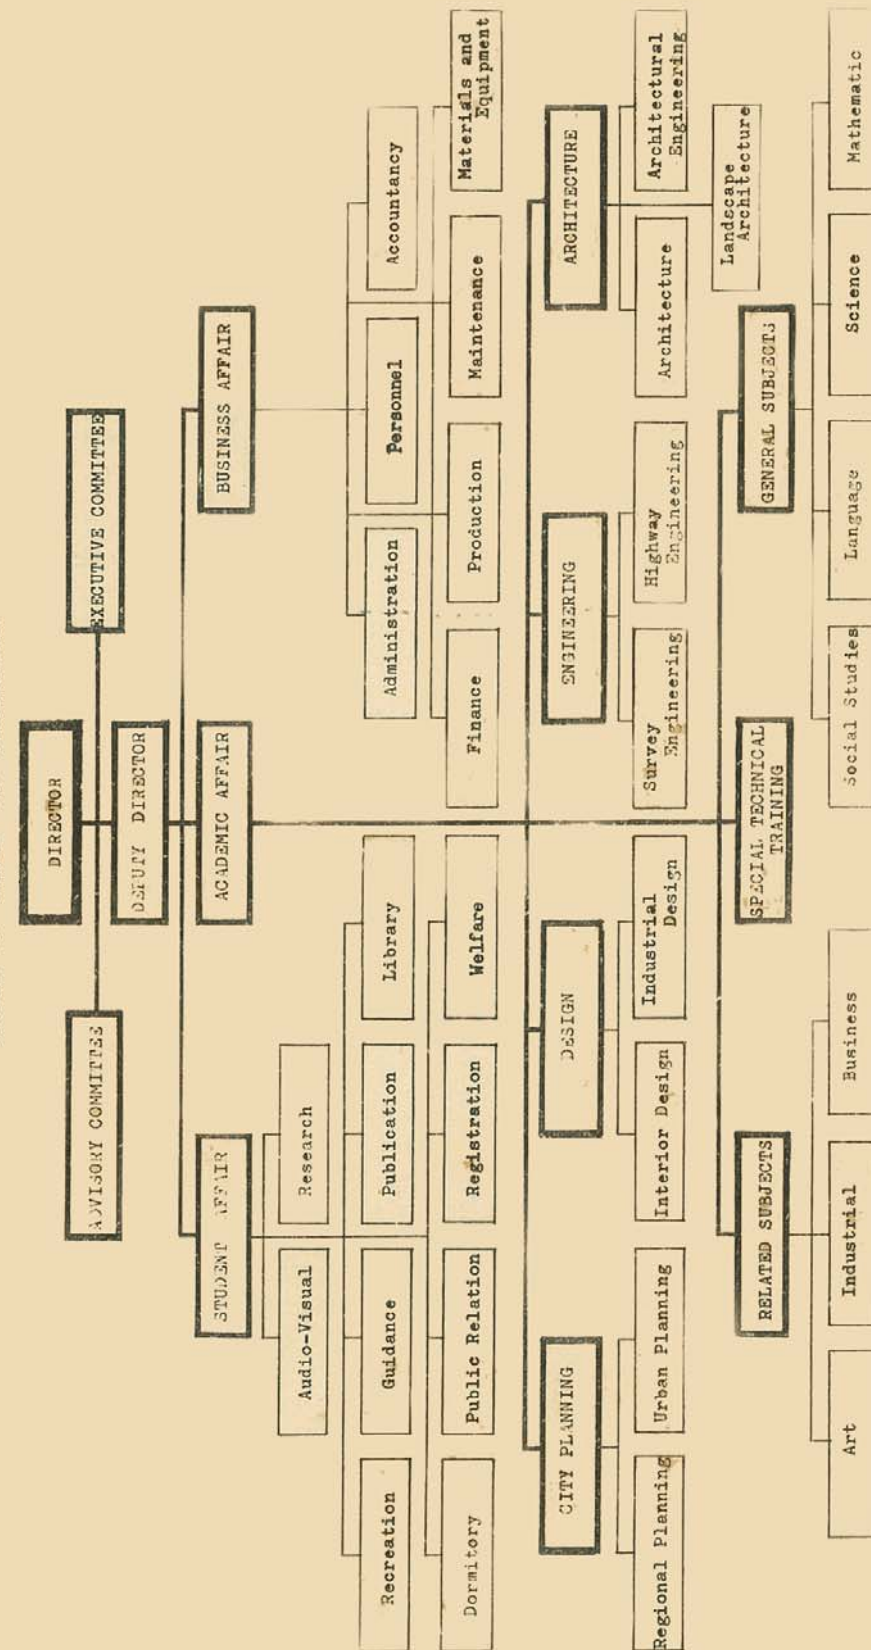 DIRECTOR
ADVISORY COMMITTEE
EXECUTIVE COMMITTEE
DEPUTY DIRECTOR
STUDENT AFFAIR
ACADEMIC AFFAIR
BUSINESS AFFAIR
Audio-Visual
Research
Recreation
Guidance
Publication
Library
Administration
Personnel
Accountancy
Dormitory
Public Relation
Registration
Welfare
Finance
Production
Maintenance
Materials and
Equipment
CITY PLANNING
DESIGN
ENGINEERING
ARCHITECTURE
Regional Planning
Urban Planning
Interior Design
Industrial
Design
Survey
Engineering
Highway
Engineering
Architecture
Architectural
Engineering
Landscape
Architecture
RELATED SUBJECTS
SPECIAL TECHNICAL
TRAINING
GENERAL SUBJECTS
Art
Industrial
Business
Social Studies
Language
Science
Mathematic